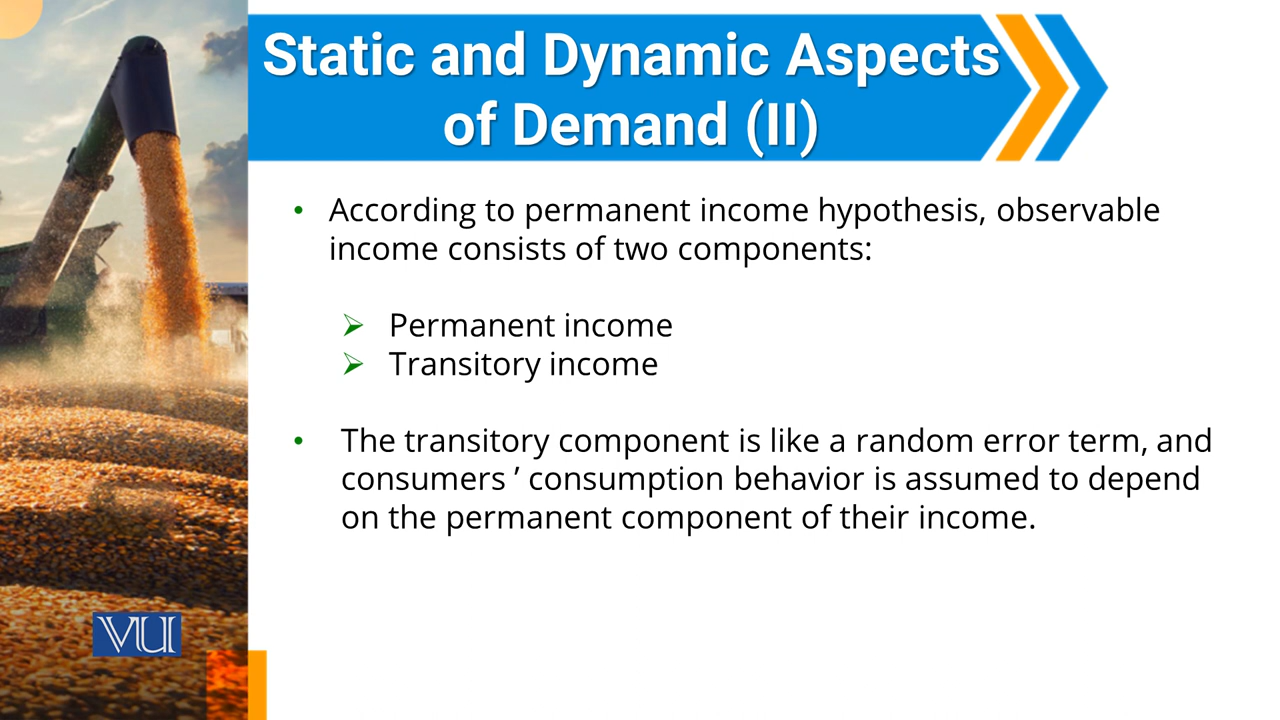 Static and Dynamic Aspects
of Demand (II)
• According to permanent income hypothesis, observable
income consists of two components:
➢ Permanent income
➢ Transitory income
• The transitory component is like a random error term, and
consumers ’ consumption behavior is assumed to depend
on the permanent component of their income.
VU